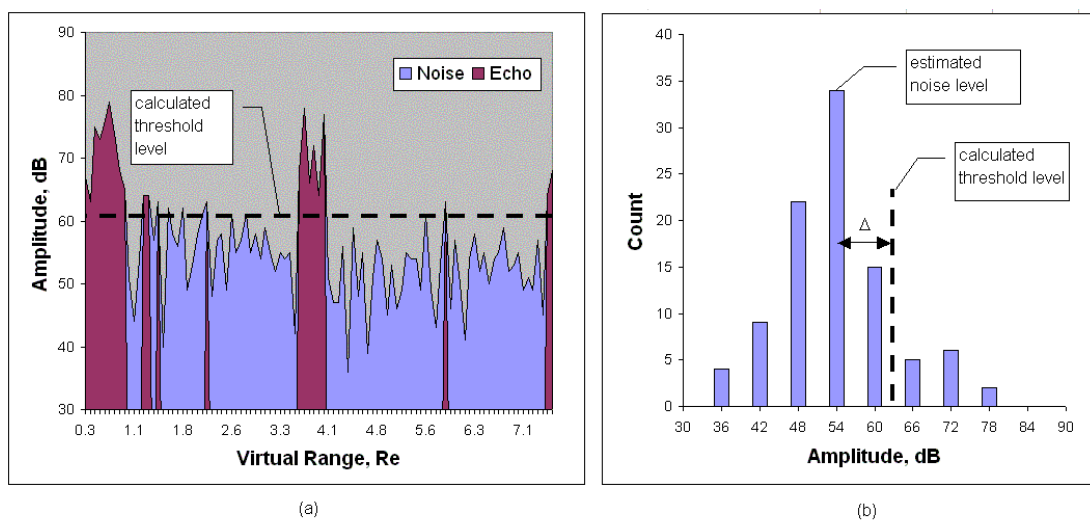 90
80
70
60
50
40
30
Amplitude, dB
Noise Echo
calculated
threshold
level
0.3 1.1 1.8 2.6 3.3 4.1 4.8 5.6 6.3 7.1
Virtual Range, Re
(a)
40
35
30
25
20
15
10
5
0
Count
estimated
noise level
calculated
threshold level
Δ
30 36 42 48 54 60 66 72 78 84 90
Amplitude, dB
(b)